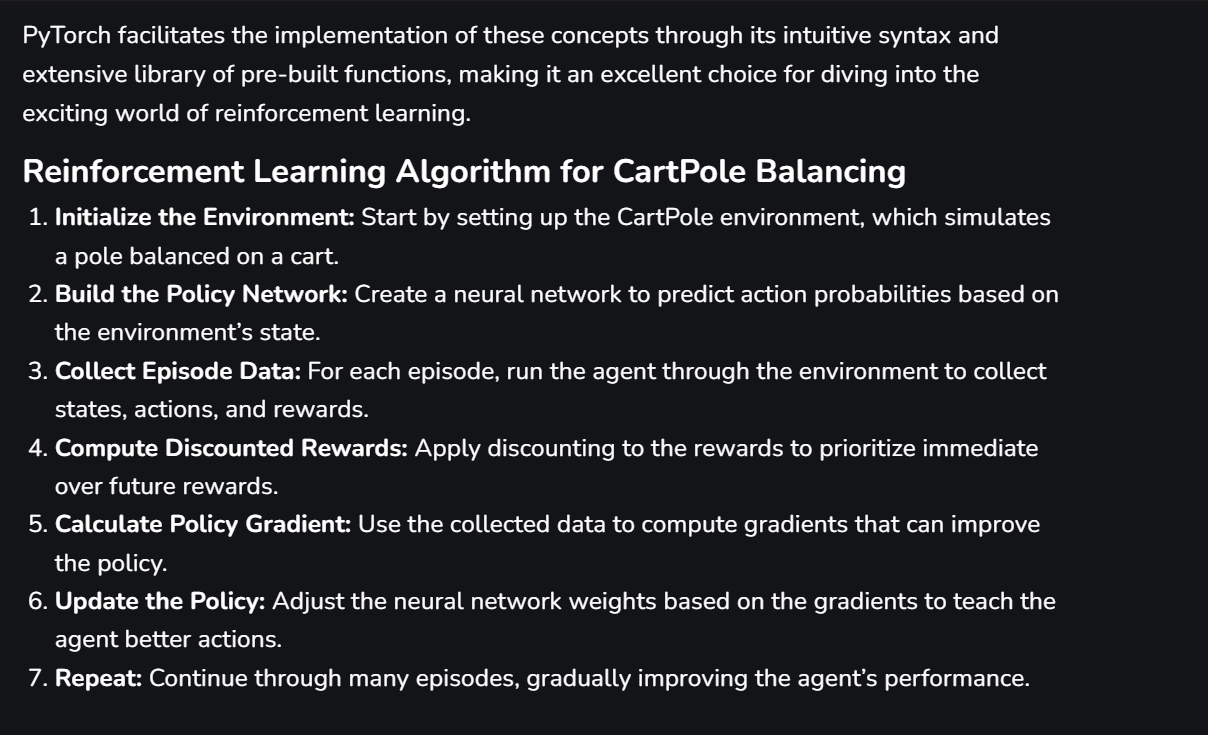 PyTorch facilitates the implementation of these concepts through its intuitive syntax and
extensive library of pre-built functions, making it an excellent choice for diving into the
exciting world of reinforcement learning.
Reinforcement Learning Algorithm for CartPole Balancing
1. Initialize the Environment: Start by setting up the CartPole environment, which simulates
a pole balanced on a cart.
2. Build the Policy Network: Create a neural network to predict action probabilities based on
the environment’s state.
3. Collect Episode Data: For each episode, run the agent through the environment to collect
states, actions, and rewards.
4. Compute Discounted Rewards: Apply discounting to the rewards to prioritize immediate
over future rewards.
5. Calculate Policy Gradient: Use the collected data to compute gradients that can improve
the policy.
6. Update the Policy: Adjust the neural network weights based on the gradients to teach the
agent better actions.
7. Repeat: Continue through many episodes, gradually improving the agent’s performance.